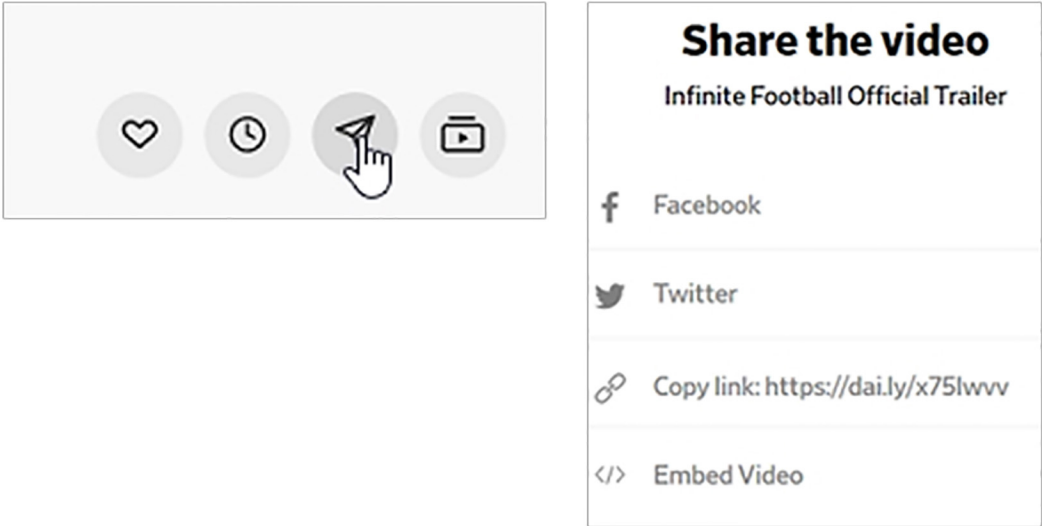 Share the video
Infinite Football Official Trailer
Facebook
Twitter
Copy link: https://dai.ly/x75lwvv
Embed Video